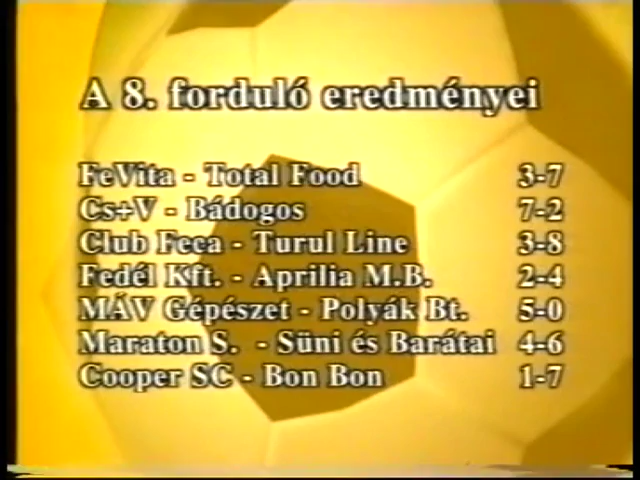 A 8. forduló eredményei
FeVita - Total Food 3-7
Cs+V - Bádogos 7-2
Club Feca - Turul Line 3-8
Fedél Kft. - Aprilia M.B. 2-4
MÁV Gépészet - Polyák Bt. 5-0
Maraton S. - Süni és Barátai 4-6
Cooper SC - Bon Bon 1-7